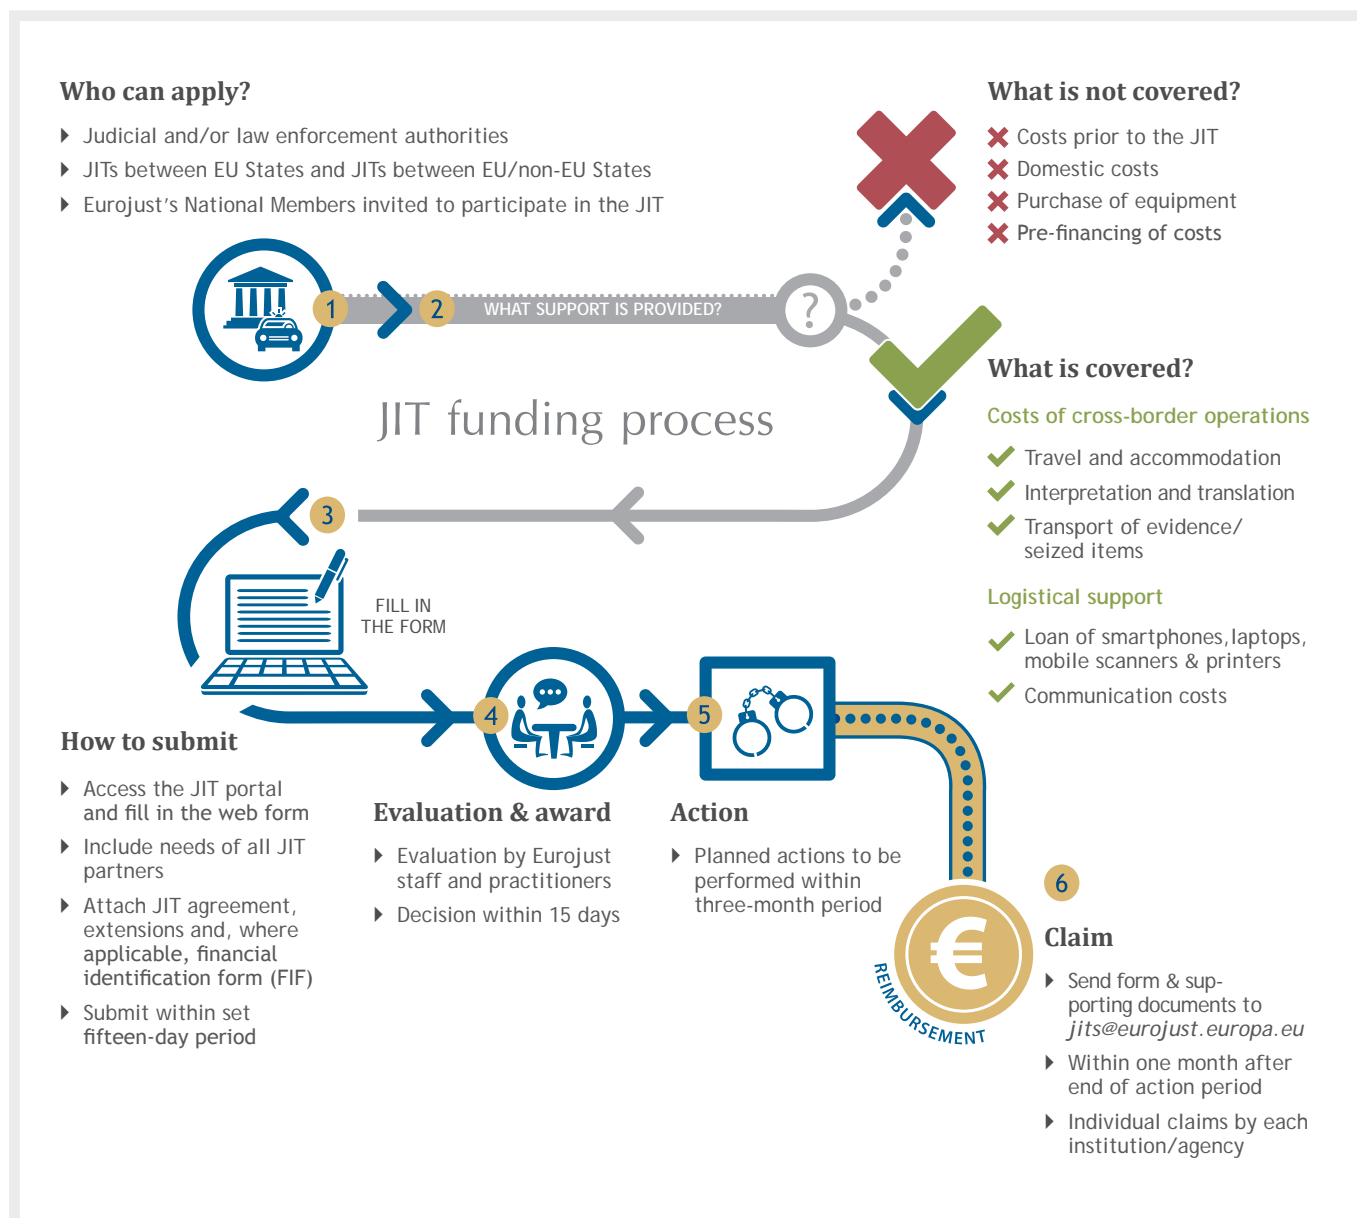 Who can apply?
Judicial and/or law enforcement authorities
JITs between EU States and JITs between EU/non-EU States
Eurojust's National Members invited to participate in the JIT
What is not covered?
Costs prior to the JIT
Domestic costs
Purchase of equipment
Pre-financing of costs
1
2
WHAT SUPPORT IS PROVIDED?
?
JIT funding process
What is covered?
Costs of cross-border operations
Travel and accommodation
Interpretation and translation
Transport of evidence/
seized items
Logistical support
Loan of smartphones, laptops,
mobile scanners & printers
Communication costs
3
FILL IN
THE FORM
How to submit
Access the JIT portal
and fill in the web form
Include needs of all JIT
partners
Attach JIT agreement,
extensions and, where
applicable, financial
identification form (FIF)
Submit within set
fifteen-day period
4
Evaluation & award
Evaluation by Eurojust
staff and practitioners
Decision within 15 days
5
Action
Planned actions to be
performed within
three-month period
€
REIMBURSEMENT
6
Claim
Send form & sup-
porting documents to
jits@eurojust.europa.eu
Within one month after
end of action period
Individual claims by each
institution/agency